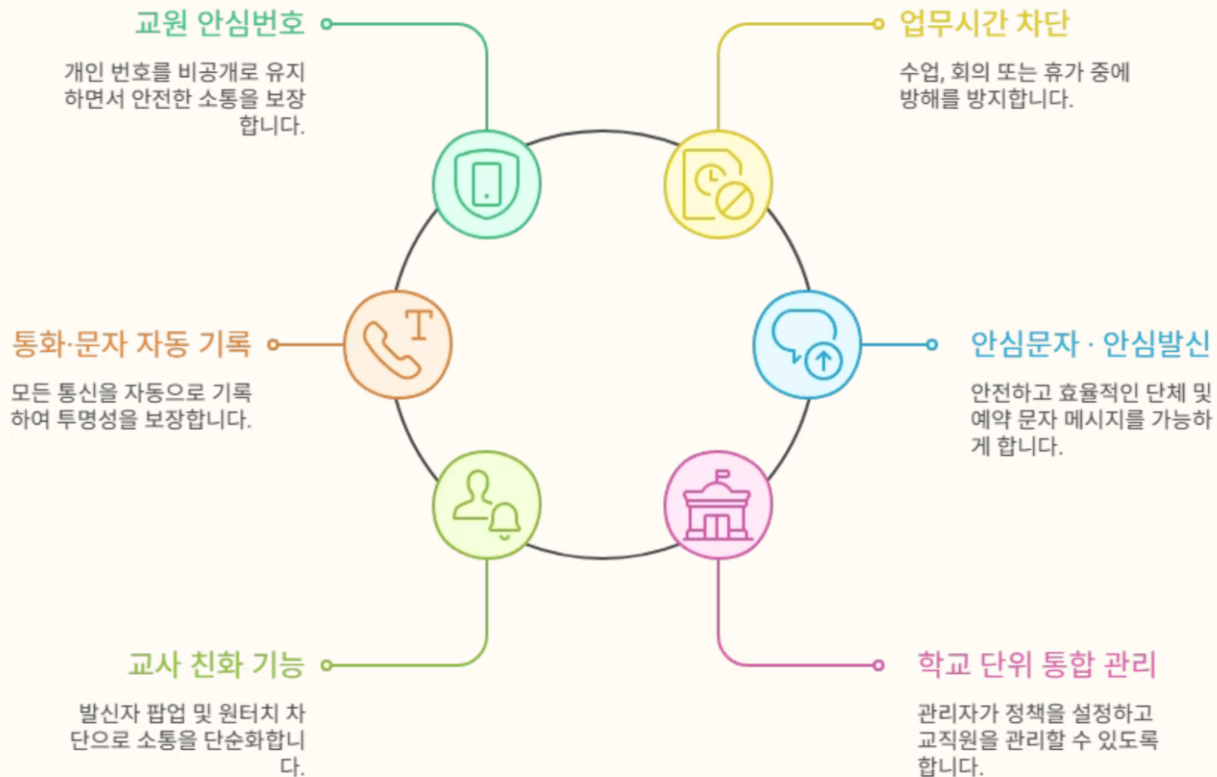 교원 안심번호
개인 번호를 비공개로 유지
하면서 안전한 소통을 보장
합니다.
업무시간 차단
수업, 회의 또는 휴가 중에
방해를 방지합니다.
통화·문자 자동 기록
모든 통신을 자동으로 기록
하여 투명성을 보장합니다.
T
안심문자 · 안심발신
안전하고 효율적인 단체 및
예약 문자 메시지를 가능하
게 합니다.
교사 친화 기능
발신자 팝업 및 원터치 차
단으로 소통을 단순화합니
다.
학교 단위 통합 관리
관리자가 정책을 설정하고
교직원을 관리할 수 있도록
합니다.